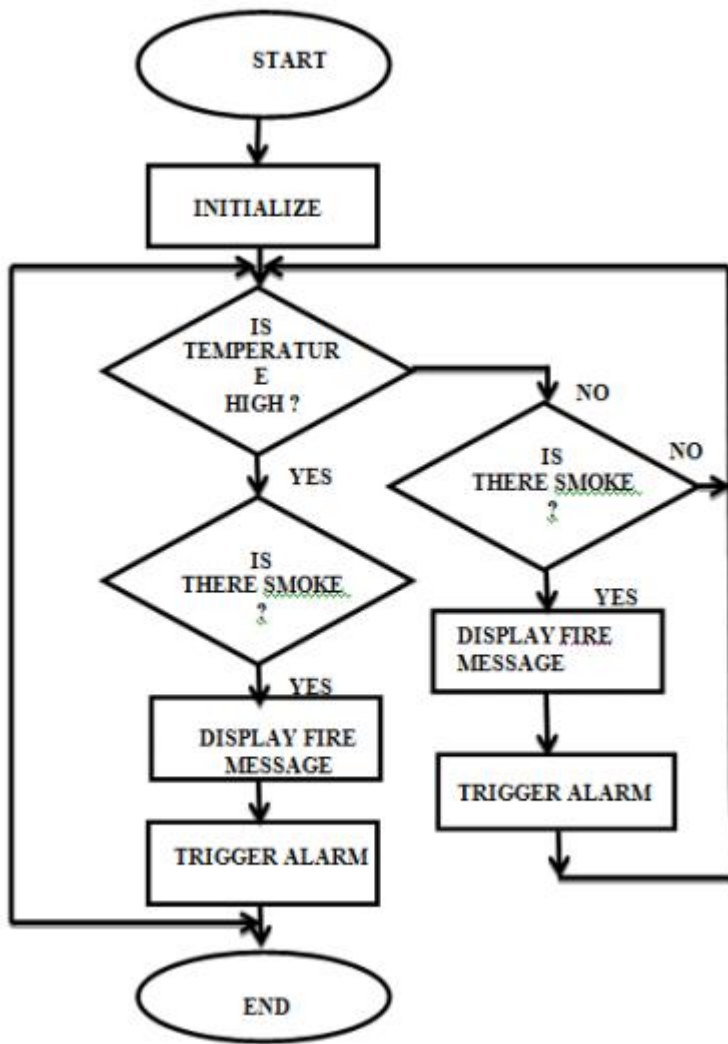 START
INITIALIZE
IS
TEMPERATUR
E
HIGH ?
NO
YES
IS
THERE SMOKE
?
NO
IS
THERE SMOKE
?
YES
DISPLAY FIRE
MESSAGE
YES
DISPLAY FIRE
MESSAGE
TRIGGER ALARM
TRIGGER ALARM
END